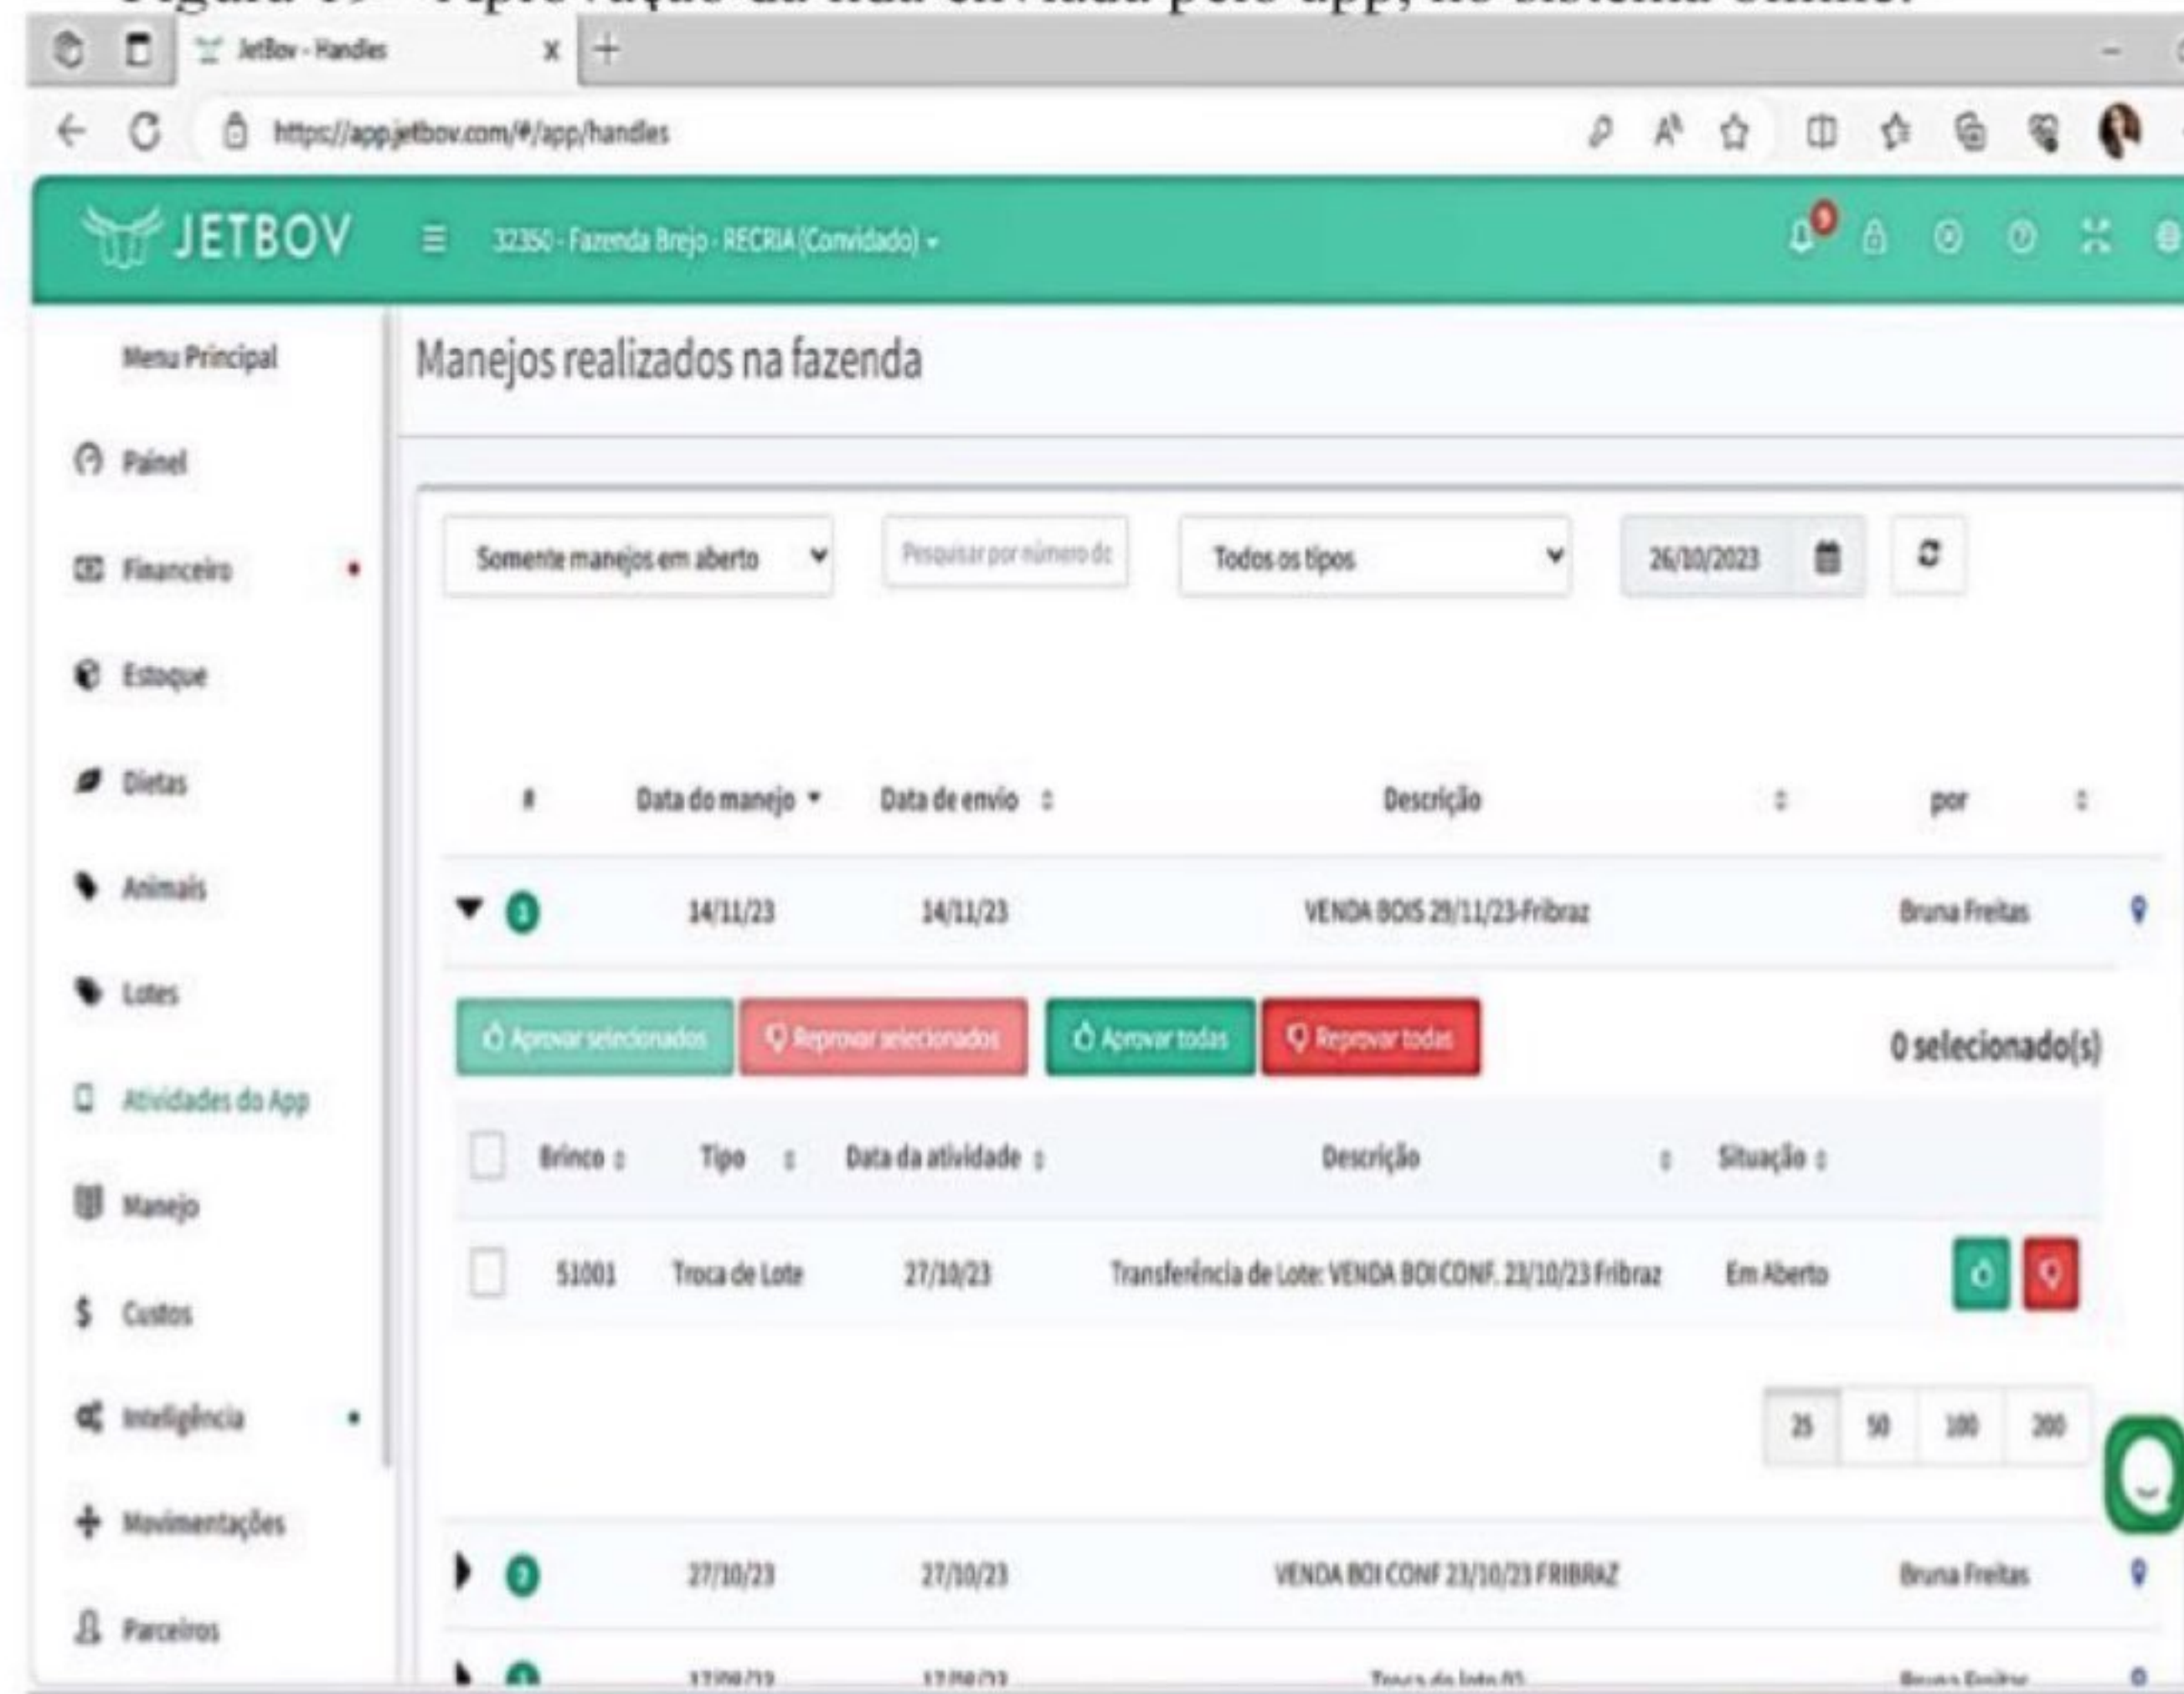 JetBov - Handles
https://app.jetbov.com/#/app/handles
JETBOV
32350 - Fazenda Brejo - RECRIA (Convidado)
Menu Principal
Manejos realizados na fazenda
Painel
Financeiro
Somente manejos em aberto
Pesquisar por número do
Todos os tipos
26/10/2023
Estoque
Dietas
# Data do manejo Data de envio Descrição por
Animais
14/11/23 14/11/23 VENDA BOIS 29/11/23-Fribraz Bruna Freitas
Lotes
Aprovar selecionados Reprovar selecionados Aprovar todas Reprovar todas 0 selecionado(s)
Atividades do App
Brinco Tipo Data da atividade Descrição Situação
Manejo
51001 Troca de Lote 27/10/23 Transferência de Lote: VENDA BOI CONF. 23/10/23 Fribraz Em Aberto
Custos
Inteligência
25 50 100 200
Movimentações
27/10/23 27/10/23 VENDA BOI CONF 23/10/23 FRIBRAZ Bruna Freitas
Parceiros